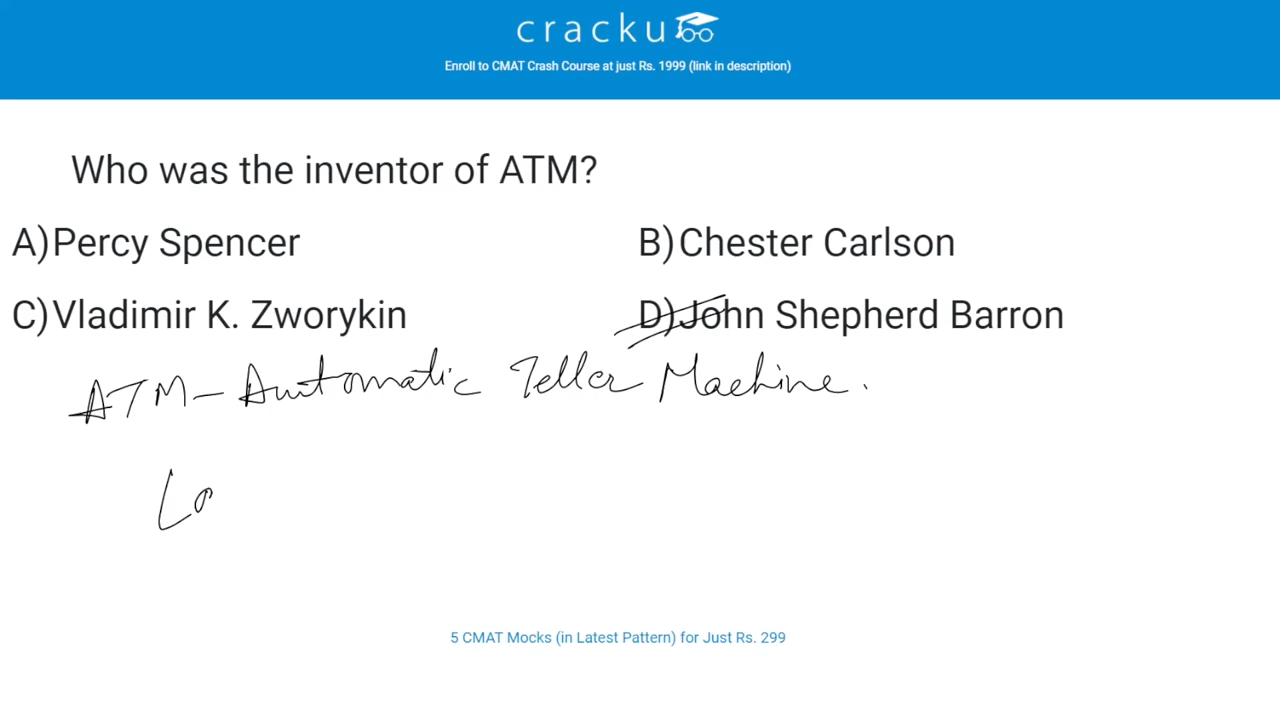 cracku
Enroll to CMAT Crash Course at just Rs. 1999 (link in description)
Who was the inventor of ATM?
A)Percy Spencer
B)Chester Carlson
C)Vladimir K. Zworykin
D)John Shepherd Barron
ATM - Automatic Teller Machine.
Lo
5 CMAT Mocks (in Latest Pattern) for Just Rs. 299